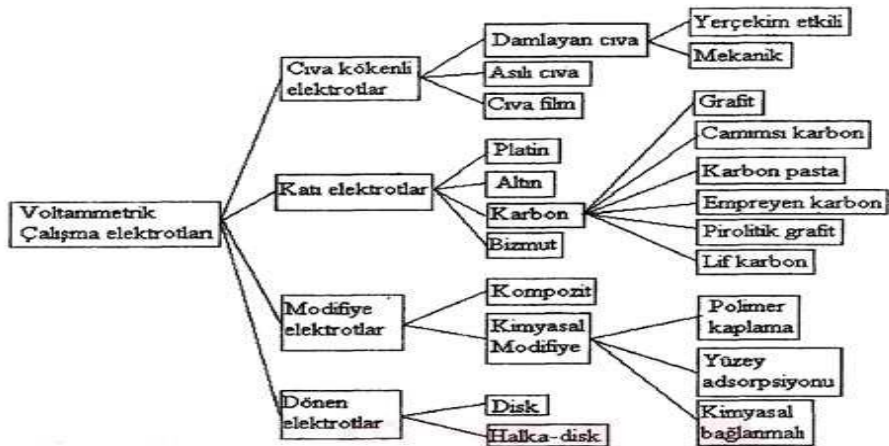 Voltammetrik
Çalışma elektrotları
Cıva kökenli
elektrotlar
Damlayan cıva
Yerçekim etkili
Mekanik
Asılı cıva
Cıva film
Katı elektrotlar
Platin
Altın
Karbon
Grafit
Camımsı karbon
Karbon pasta
Empreyen karbon
Pirolitik grafit
Lif karbon
Bizmut
Modifiye
elektrotlar
Kompozit
Kimyasal
Modifiye
Polimer
kaplama
Yüzey
adsorpsiyonu
Kimyasal
bağlanmalı
Dönen
elektrotlar
Disk
Halka-disk